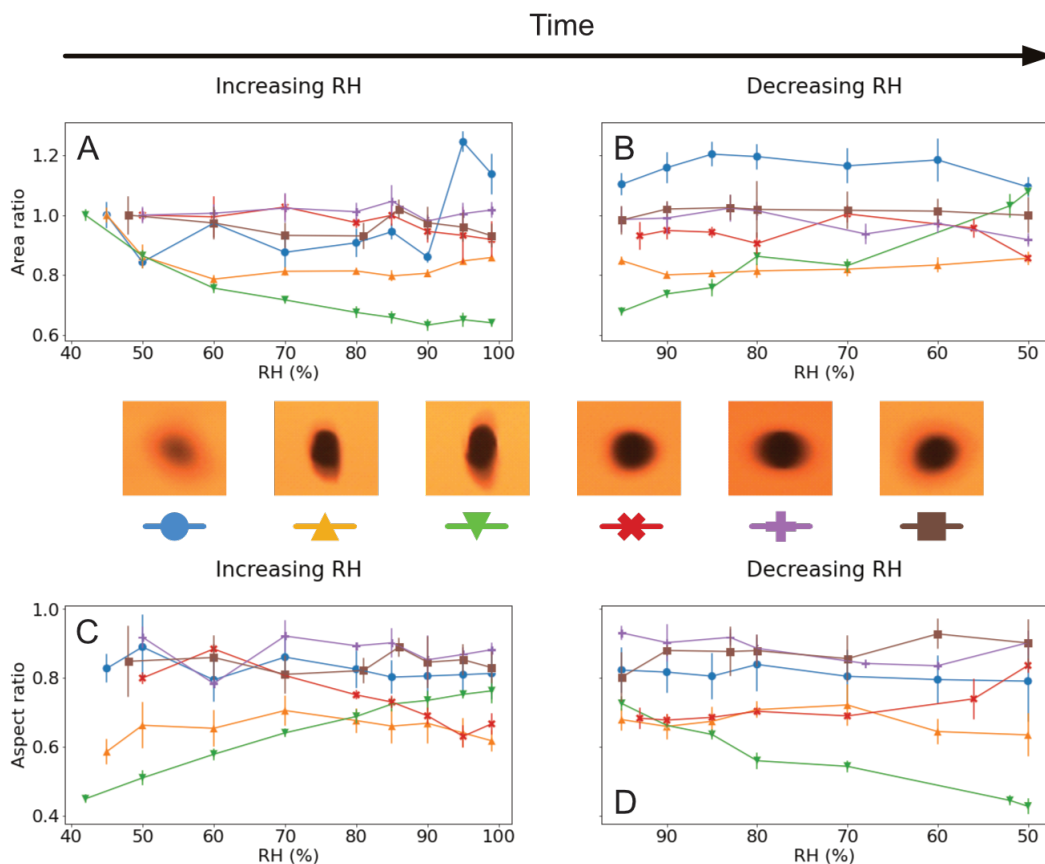 Time
Increasing RH
Decreasing RH
A
B
Area ratio
1.2
1.0
0.8
0.6
40 50 60 70 80 90 100
RH (%)
90 80 70 60 50
RH (%)
Increasing RH
Decreasing RH
C
D
Aspect ratio
1.0
0.8
0.6
0.4
40 50 60 70 80 90 100
RH (%)
90 80 70 60 50
RH (%)